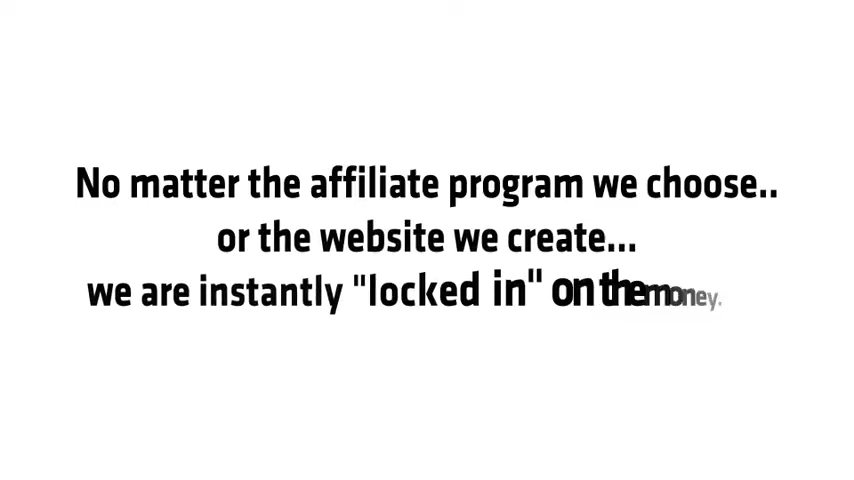 No matter the affiliate program we choose..
or the website we create...
we are instantly "locked in" on the money.